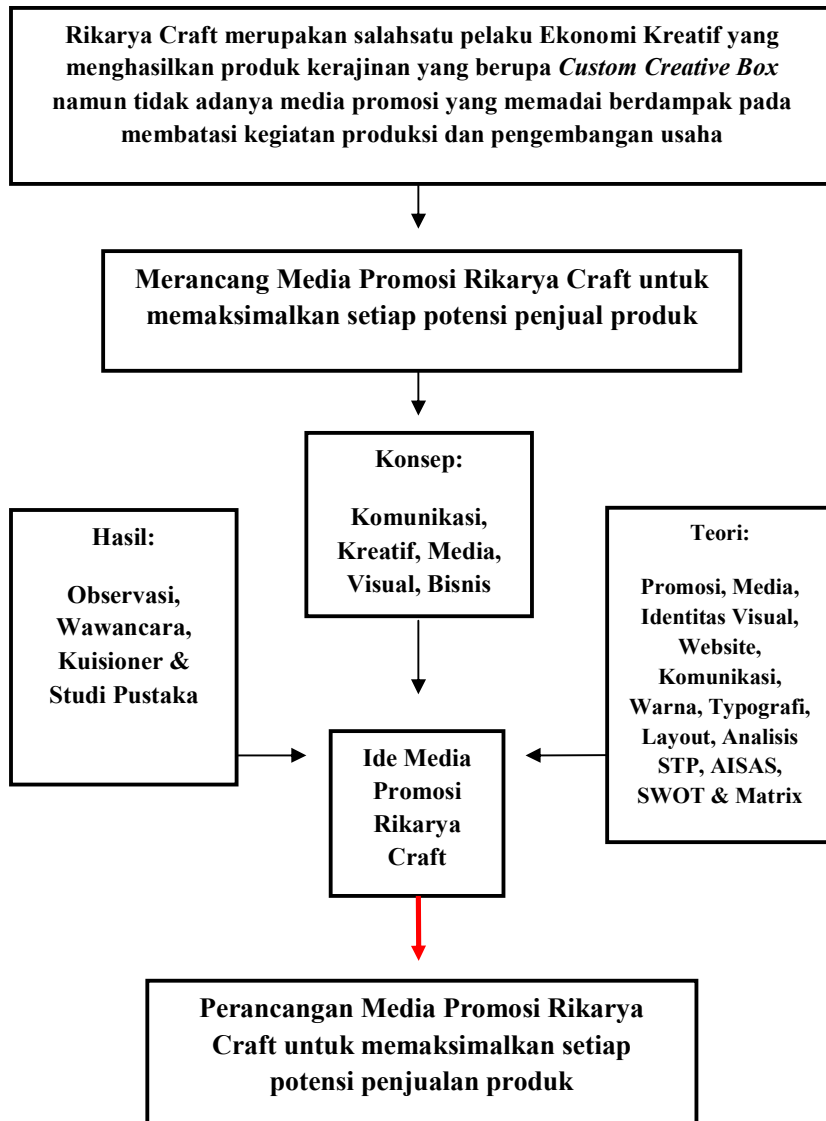 Rikarya Craft merupakan salahsatu pelaku Ekonomi Kreatif yang
menghasilkan produk kerajinan yang berupa Custom Creative Box
namun tidak adanya media promosi yang memadai berdampak pada
membatasi kegiatan produksi dan pengembangan usaha
Merancang Media Promosi Rikarya Craft untuk
memaksimalkan setiap potensi penjual produk
Konsep:
Komunikasi,
Kreatif, Media,
Visual, Bisnis
Hasil:
Observasi,
Wawancara,
Kuisioner &
Studi Pustaka
Teori:
Promosi, Media,
Identitas Visual,
Website,
Komunikasi,
Warna, Typografi,
Layout, Analisis
STP, AISAS,
SWOT & Matrix
Ide Media
Promosi
Rikarya
Craft
Perancangan Media Promosi Rikarya
Craft untuk memaksimalkan setiap
potensi penjualan produk